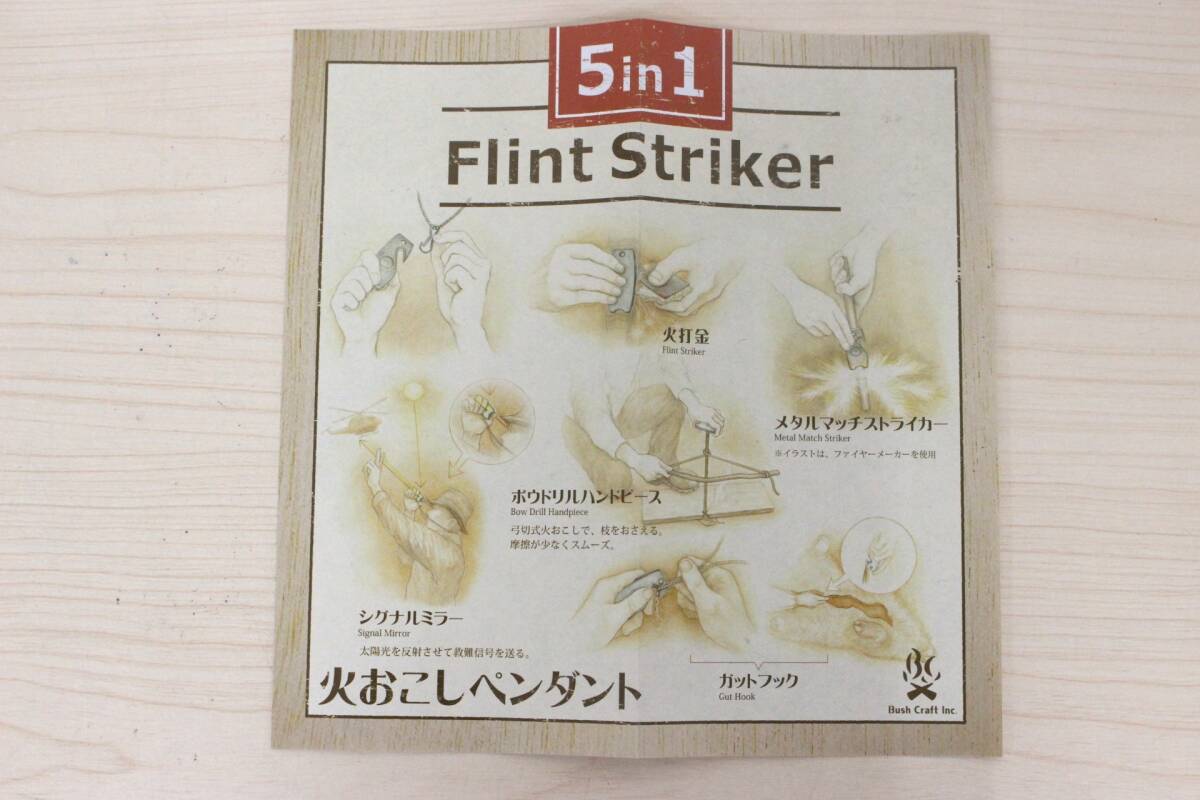 5in1
Flint Striker
火打金
Flint Striker
メタルマッチストライカー
Metal Match Striker
※イラストは、ファイヤーメーカーを使用
ボウドリルハンドピース
Bow Drill Handpiece
弓切式火おこしで、枝をおさえる。
摩擦が少なくスムーズ。
シグナルミラー
Signal Mirror
太陽光を反射させて救難信号を送る。
ガットフック
Gut Hook
火おこしペンダント
BC
Bush Craft Inc.